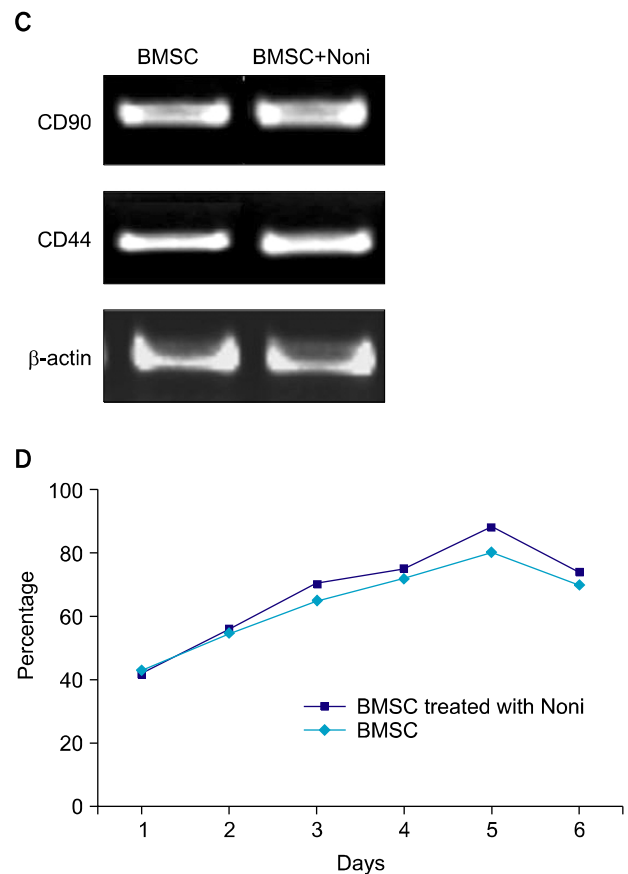 C
BMSC BMSC+Noni
CD90
CD44
β-actin
D
100
80
60
40
20
0
Percentage
BMSC treated with Noni
BMSC
1 2 3 4 5 6
Days